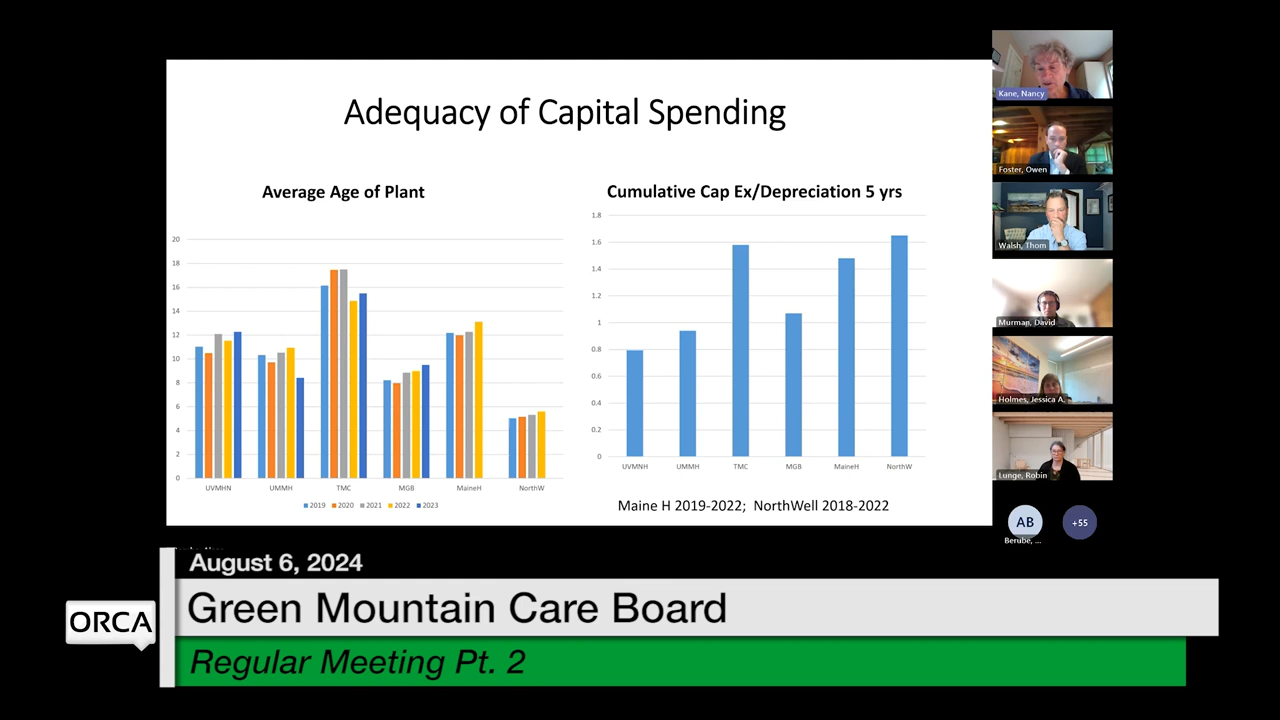 Adequacy of Capital Spending
Average Age of Plant
20
18
16
14
12
10
8
6
4
2
0
UVMHN UMMH TMC MGB MaineH NorthW
2019 2020 2021 2022 2023
Cumulative Cap Ex/Depreciation 5 yrs
1.8
1.6
1.4
1.2
1
0.8
0.6
0.4
0.2
0
UVMNH UMMH TMC MGB MaineH NorthW
Maine H 2019-2022; NorthWell 2018-2022
Kane, Nancy
Foster, Owen
Walsh, Thom
Murman, David
Holmes, Jessica A.
Lunge, Robin
AB
+55
Berube, ...
August 6, 2024
ORCA
Green Mountain Care Board
Regular Meeting Pt. 2